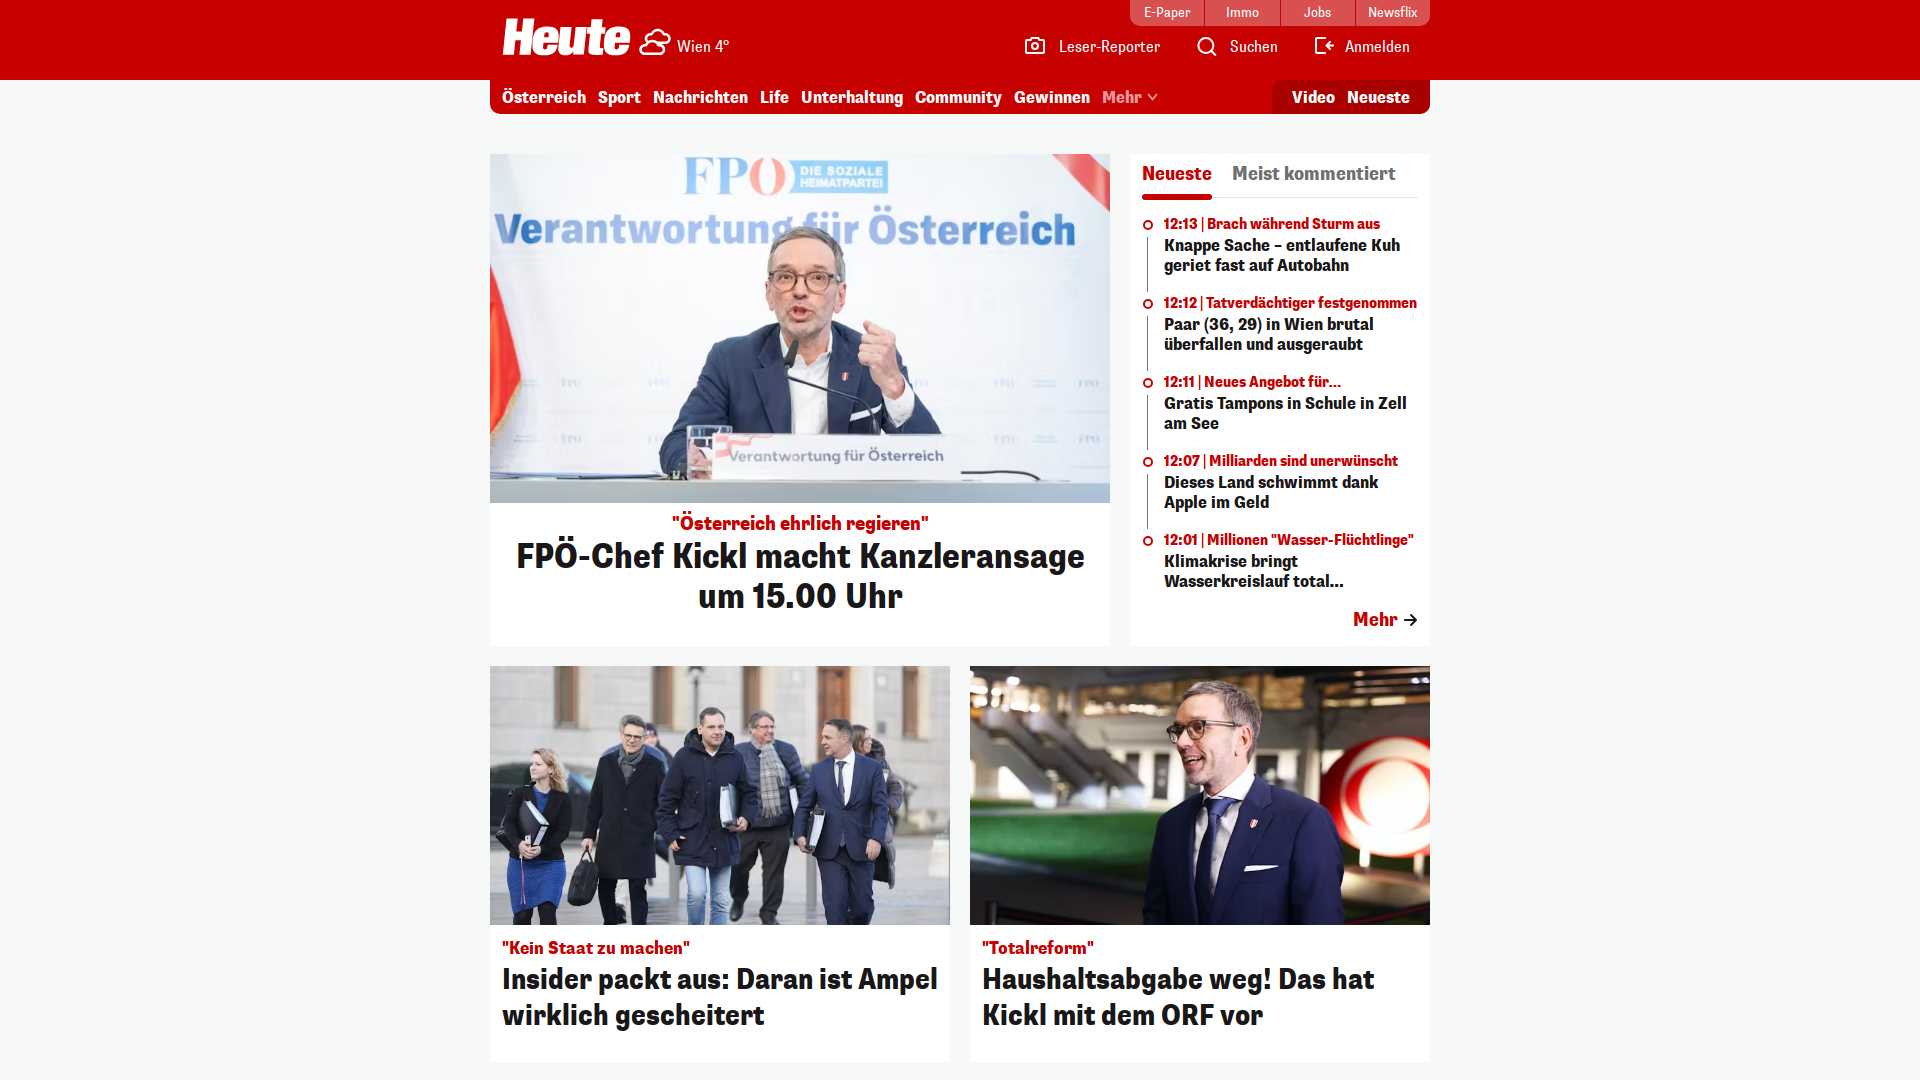 E-Paper
Immo
Jobs
Newsflix
Heute
Wien 4°
Leser-Reporter
Suchen
Anmelden
Österreich
Sport
Nachrichten
Life
Unterhaltung
Community
Gewinnen
Mehr
Video
Neueste
FPÖ
DIE SOZIALE
HEIMATPARTEI
Verantwortung für Österreich
Verantwortung für Österreich
"Österreich ehrlich regieren"
FPÖ-Chef Kickl macht Kanzleransage
um 15.00 Uhr
Neueste
Meist kommentiert
12:13 | Brach während Sturm aus
Knappe Sache – entlaufene Kuh
geriet fast auf Autobahn
12:12 | Tatverdächtiger festgenommen
Paar (36, 29) in Wien brutal
überfallen und ausgeraubt
12:11 | Neues Angebot für...
Gratis Tampons in Schule in Zell
am See
12:07 | Milliarden sind unerwünscht
Dieses Land schwimmt dank
Apple im Geld
12:01 | Millionen "Wasser-Flüchtlinge"
Klimakrise bringt
Wasserkreislauf total...
Mehr
"Kein Staat zu machen"
Insider packt aus: Daran ist Ampel
wirklich gescheitert
"Totalreform"
Haushaltsabgabe weg! Das hat
Kickl mit dem ORF vor